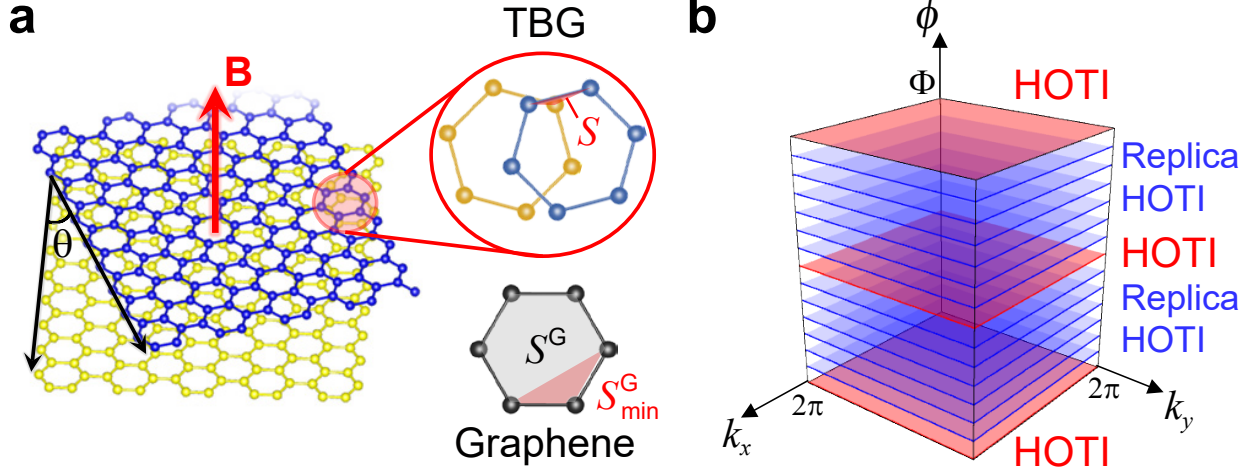 a
TBG
B
S
θ
S^G
S^G_min
Graphene
b
ϕ
Φ
HOTI
Replica
HOTI
HOTI
Replica
HOTI
2π
2π
k_x
k_y
HOTI